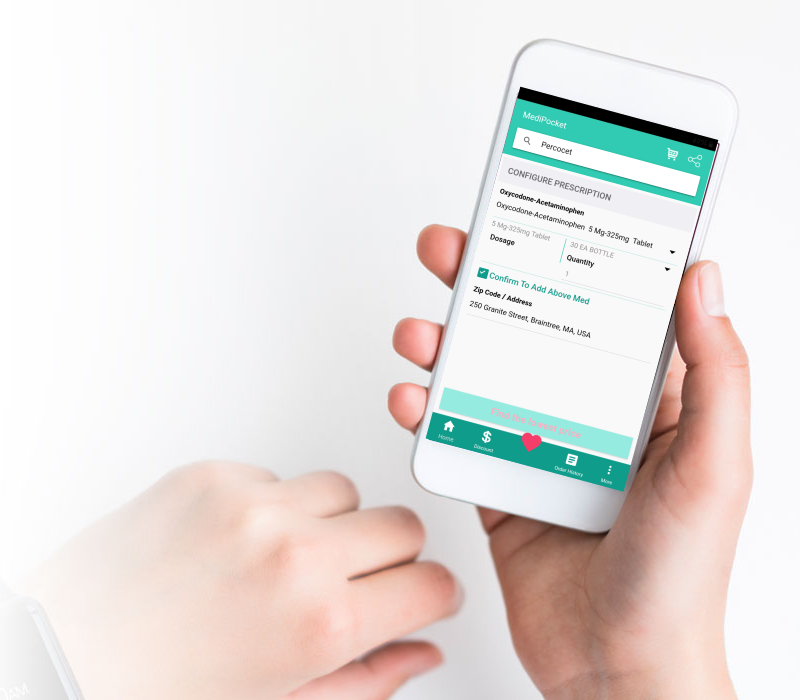 MediPocket
Percocet
CONFIGURE PRESCRIPTION
Oxycodone-Acetaminophen
Oxycodone-Acetaminophen 5 Mg-325mg Tablet
5 Mg-325mg Tablet
30 EA BOTTLE
Dosage
Quantity
1
Confirm To Add Above Med
Zip Code / Address
250 Granite Street, Braintree, MA, USA
Find the lowest price
Home
Discount
Order History
More